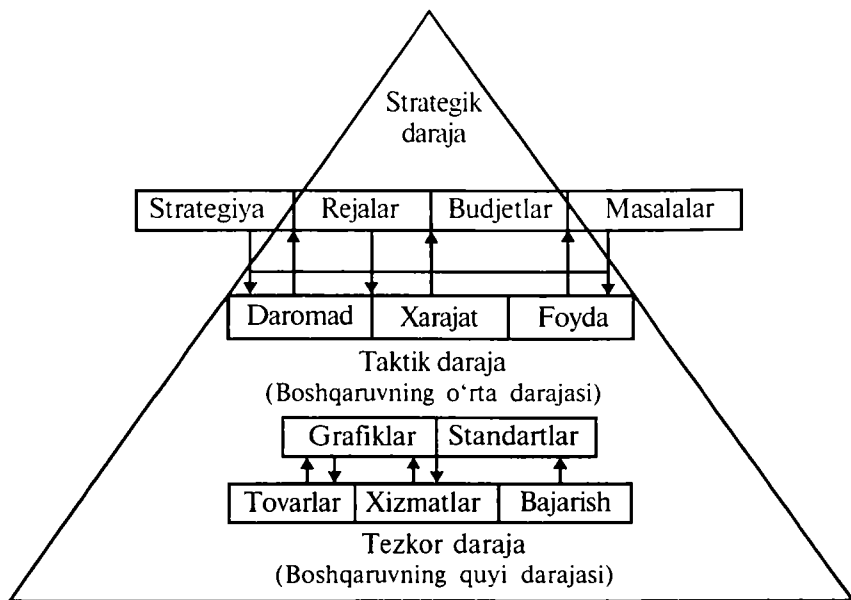 Strategik
daraja
Strategiya Rejalar Budjetlar Masalalar
Daromad Xarajat Foyda
Taktik daraja
(Boshqaruvning o‘rta darajasi)
Grafiklar Standartlar
Tovarlar Xizmatlar Bajarish
Tezkor daraja
(Boshqaruvning quyi darajasi)